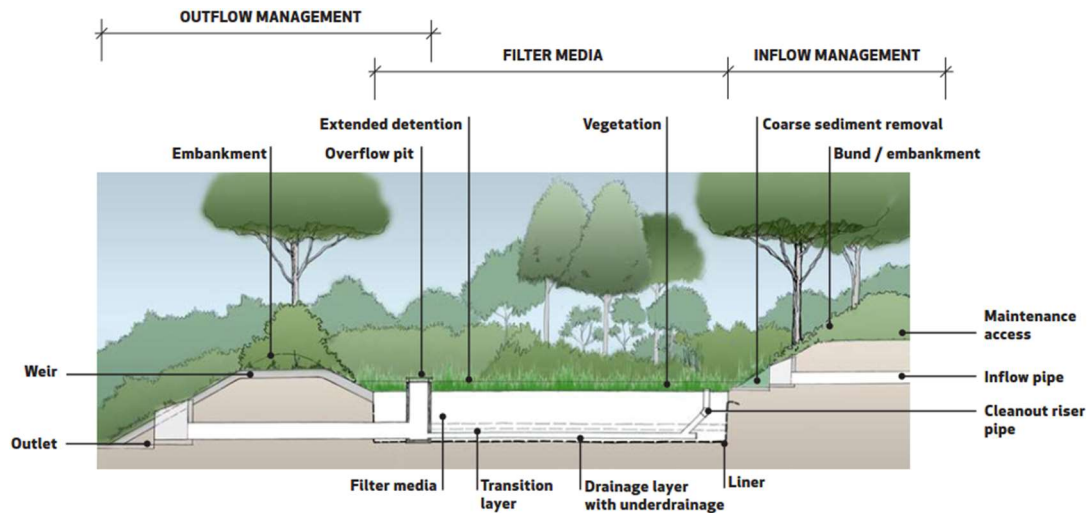 OUTFLOW MANAGEMENT
FILTER MEDIA
INFLOW MANAGEMENT
Extended detention
Vegetation
Coarse sediment removal
Embankment
Overflow pit
Bund / embankment
Maintenance
access
Weir
Inflow pipe
Cleanout riser
pipe
Outlet
Filter media
Transition
layer
Drainage layer
with underdrainage
Liner